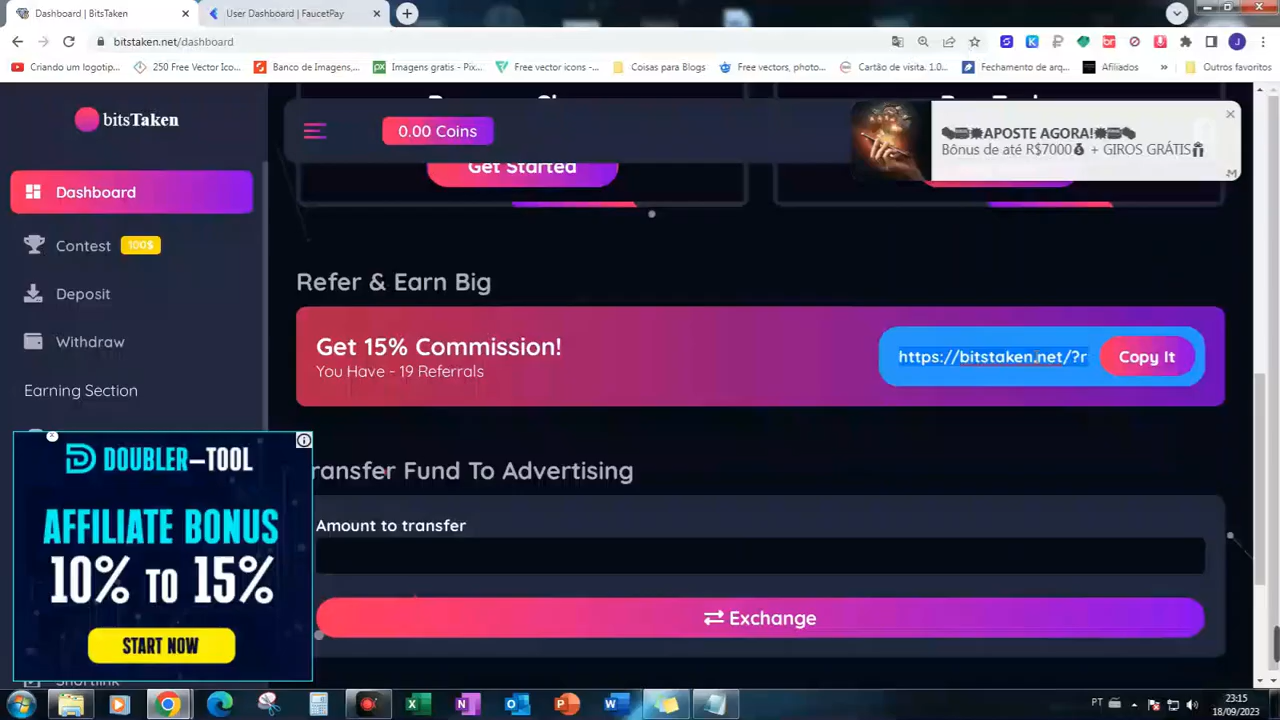 Dashboard | BitsTaken
User Dashboard | FaucetPay
bitstaken.net/dashboard
Criando um logotip...
250 Free Vector Ico...
Banco de Imagens,...
Imagens gratis - Pix...
Free vector icons -...
Coisas para Blogs
Free vectors, photo...
Cartão de visita. 1.0...
Fechamento de arq...
Afiliados
»
Outros favoritos
bitsTaken
0.00 Coins
APOSTE AGORA!
Bônus de até R$7000 + GIROS GRÁTIS
Get Started
Dashboard
Contest 100$
Deposit
Withdraw
Earning Section
Refer & Earn Big
Get 15% Commission!
You Have - 19 Referrals
https://bitstaken.net/?r
Copy It
DOUBLER-TOOL
AFFILIATE BONUS
10% TO 15%
START NOW
ransfer Fund To Advertising
Amount to transfer
Exchange
Shortlink
PT
23:15
18/09/2023